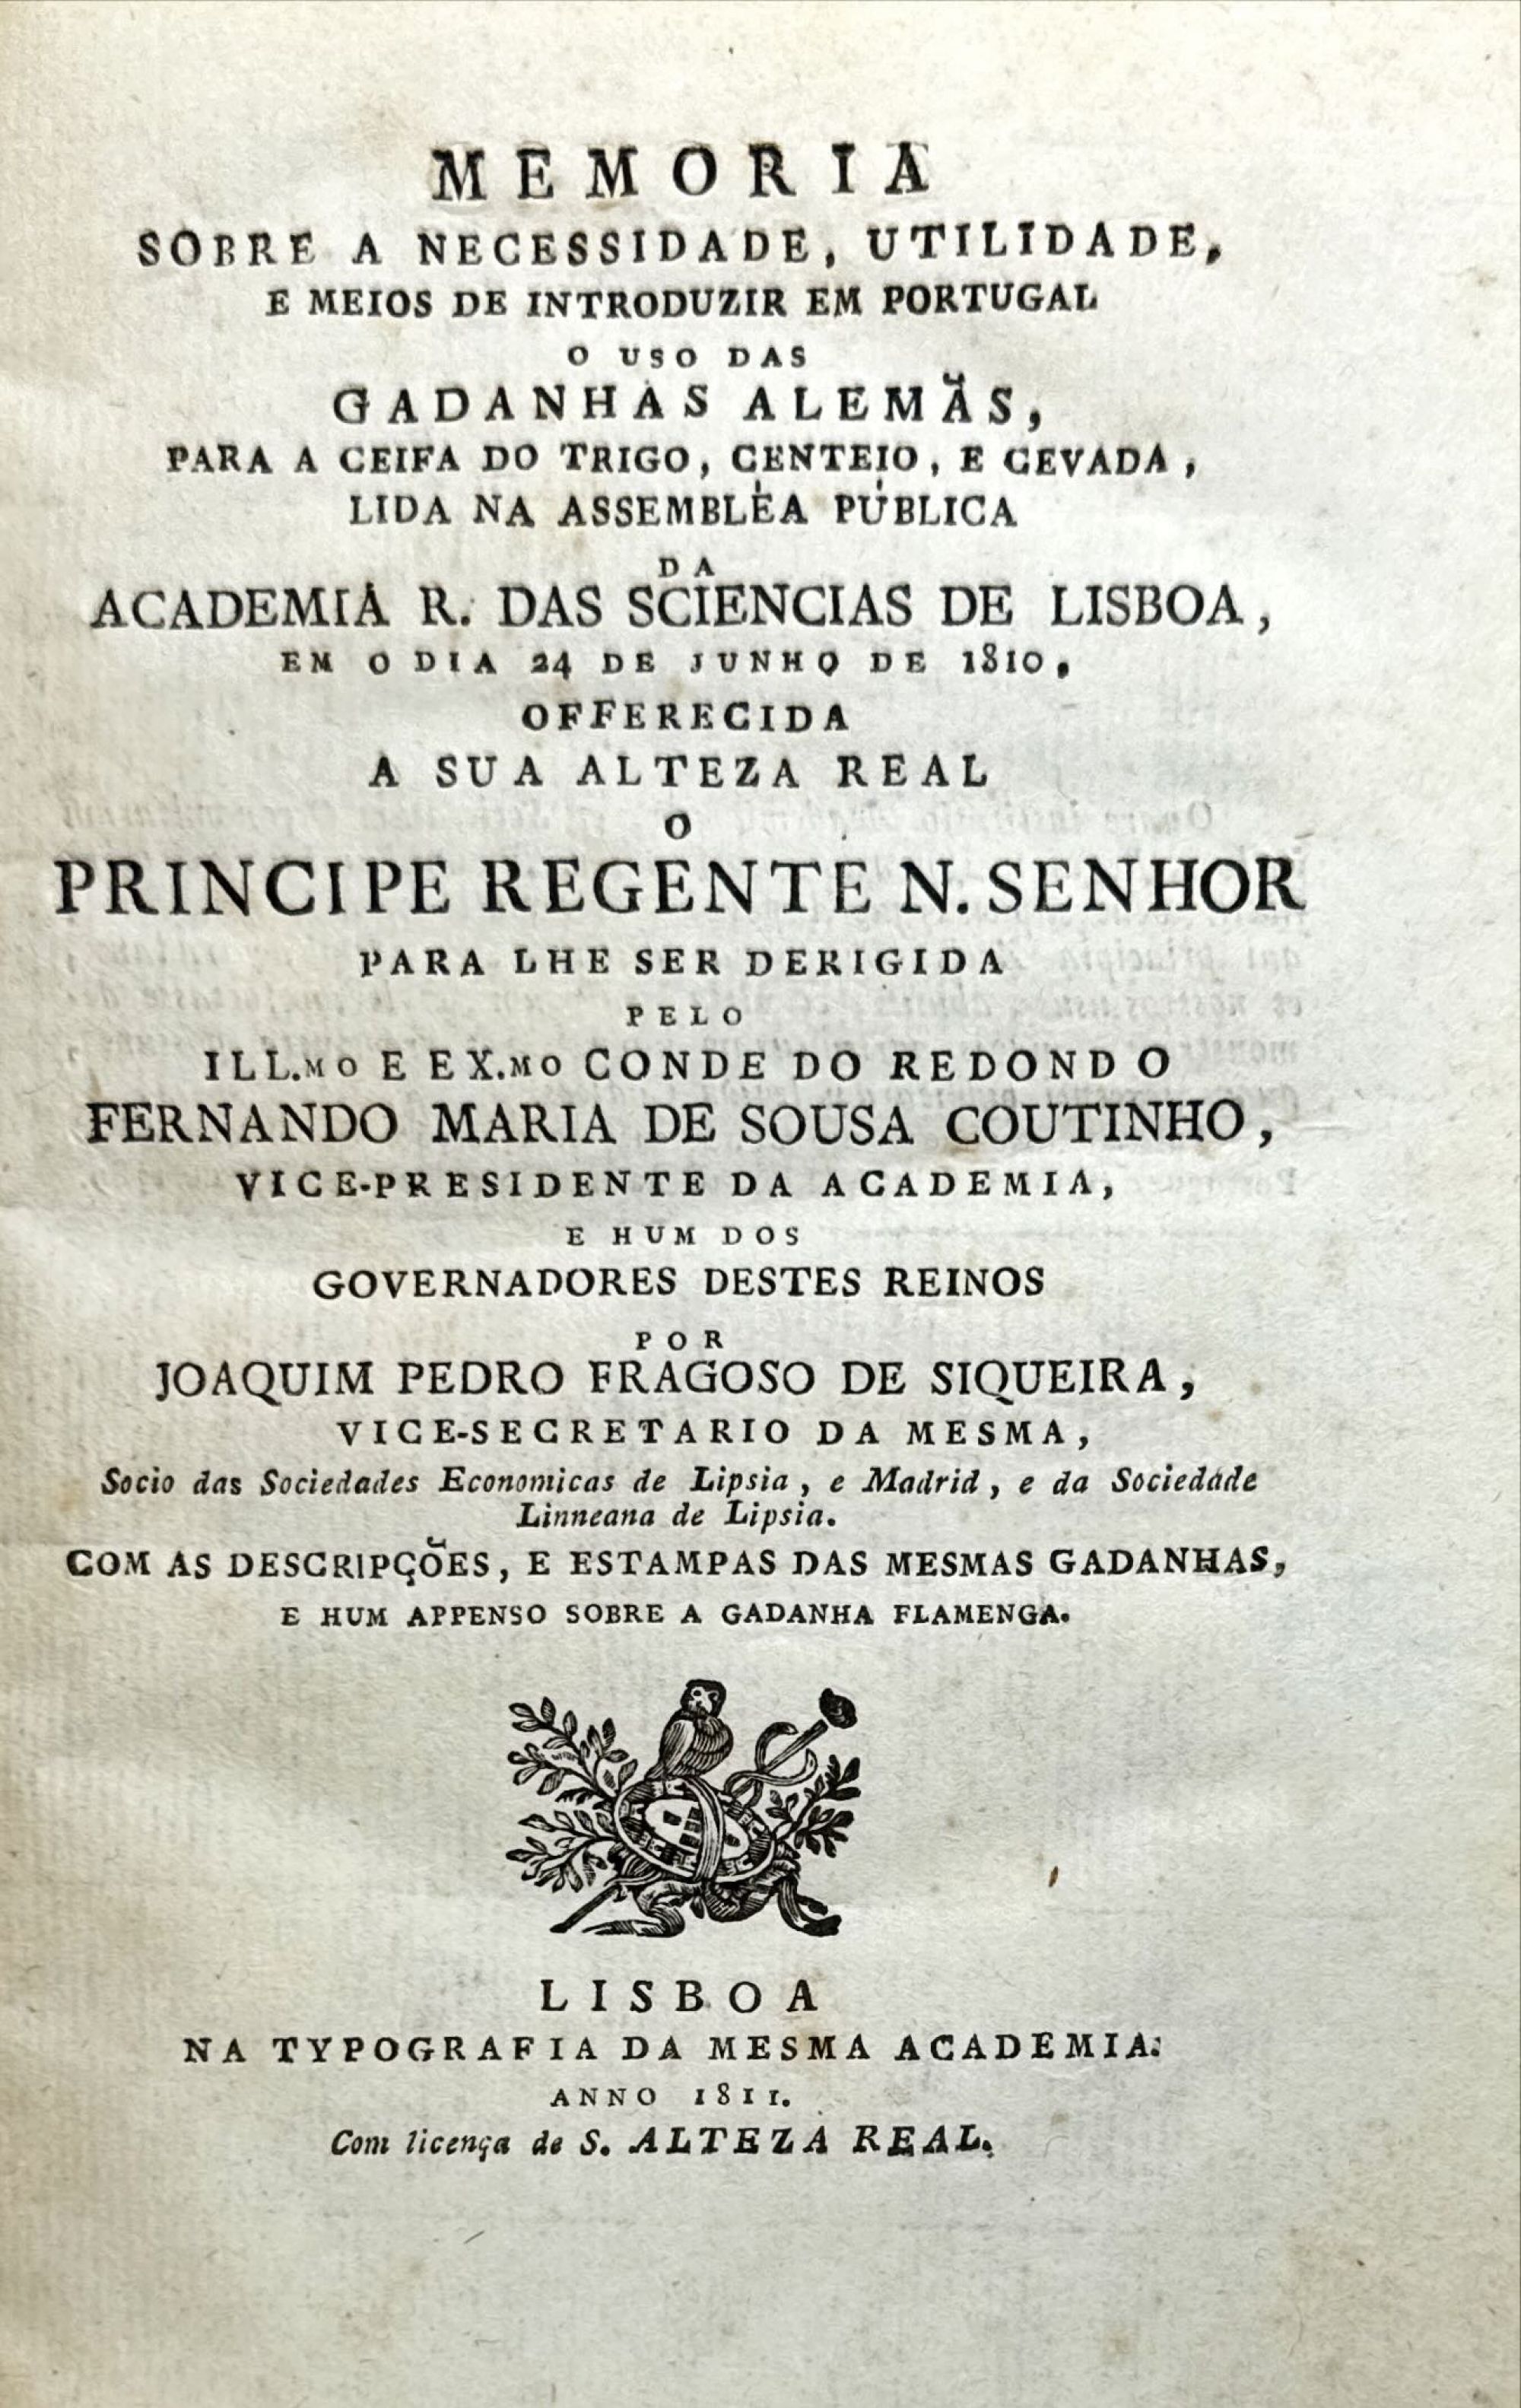 MEMORIA
SOBRE A NECESSIDADE, UTILIDADE,
E MEIOS DE INTRODUZIR EM PORTUGAL
O USO DAS
GADANHAS ALEMÃS,
PARA A CEIFA DO TRIGO, CENTEIO, E CEVADA,
LIDA NA ASSEMBLÉA PÚBLICA
DA
ACADEMIA R. DAS SCIENCIAS DE LISBOA,
EM O DIA 24 DE JUNHO DE 1810.
OFFERECIDA
A SUA ALTEZA REAL
O
PRINCIPE REGENTE N. SENHOR
PARA LHE SER DERIGIDA
PELO
ILL.MO E EX.MO CONDE DO REDONDO
FERNANDO MARIA DE SOUSA COUTINHO,
VICE-PRESIDENTE DA ACADEMIA,
E HUM DOS
GOVERNADORES DESTES REINOS
POR
JOAQUIM PEDRO FRAGOSO DE SIQUEIRA,
VICE-SECRETARIO DA MESMA,
Socio das Sociedades Economicas de Lipsia, e Madrid, e da Sociedade
Linneana de Lipsia.
COM AS DESCRIPÇÕES, E ESTAMPAS DAS MESMAS GADANHAS,
E HUM APPENSO SOBRE A GADANHA FLAMENGA.
LISBOA
NA TYPOGRAFIA DA MESMA ACADEMIA.
ANNO 1811.
Com licença de S. ALTEZA REAL.